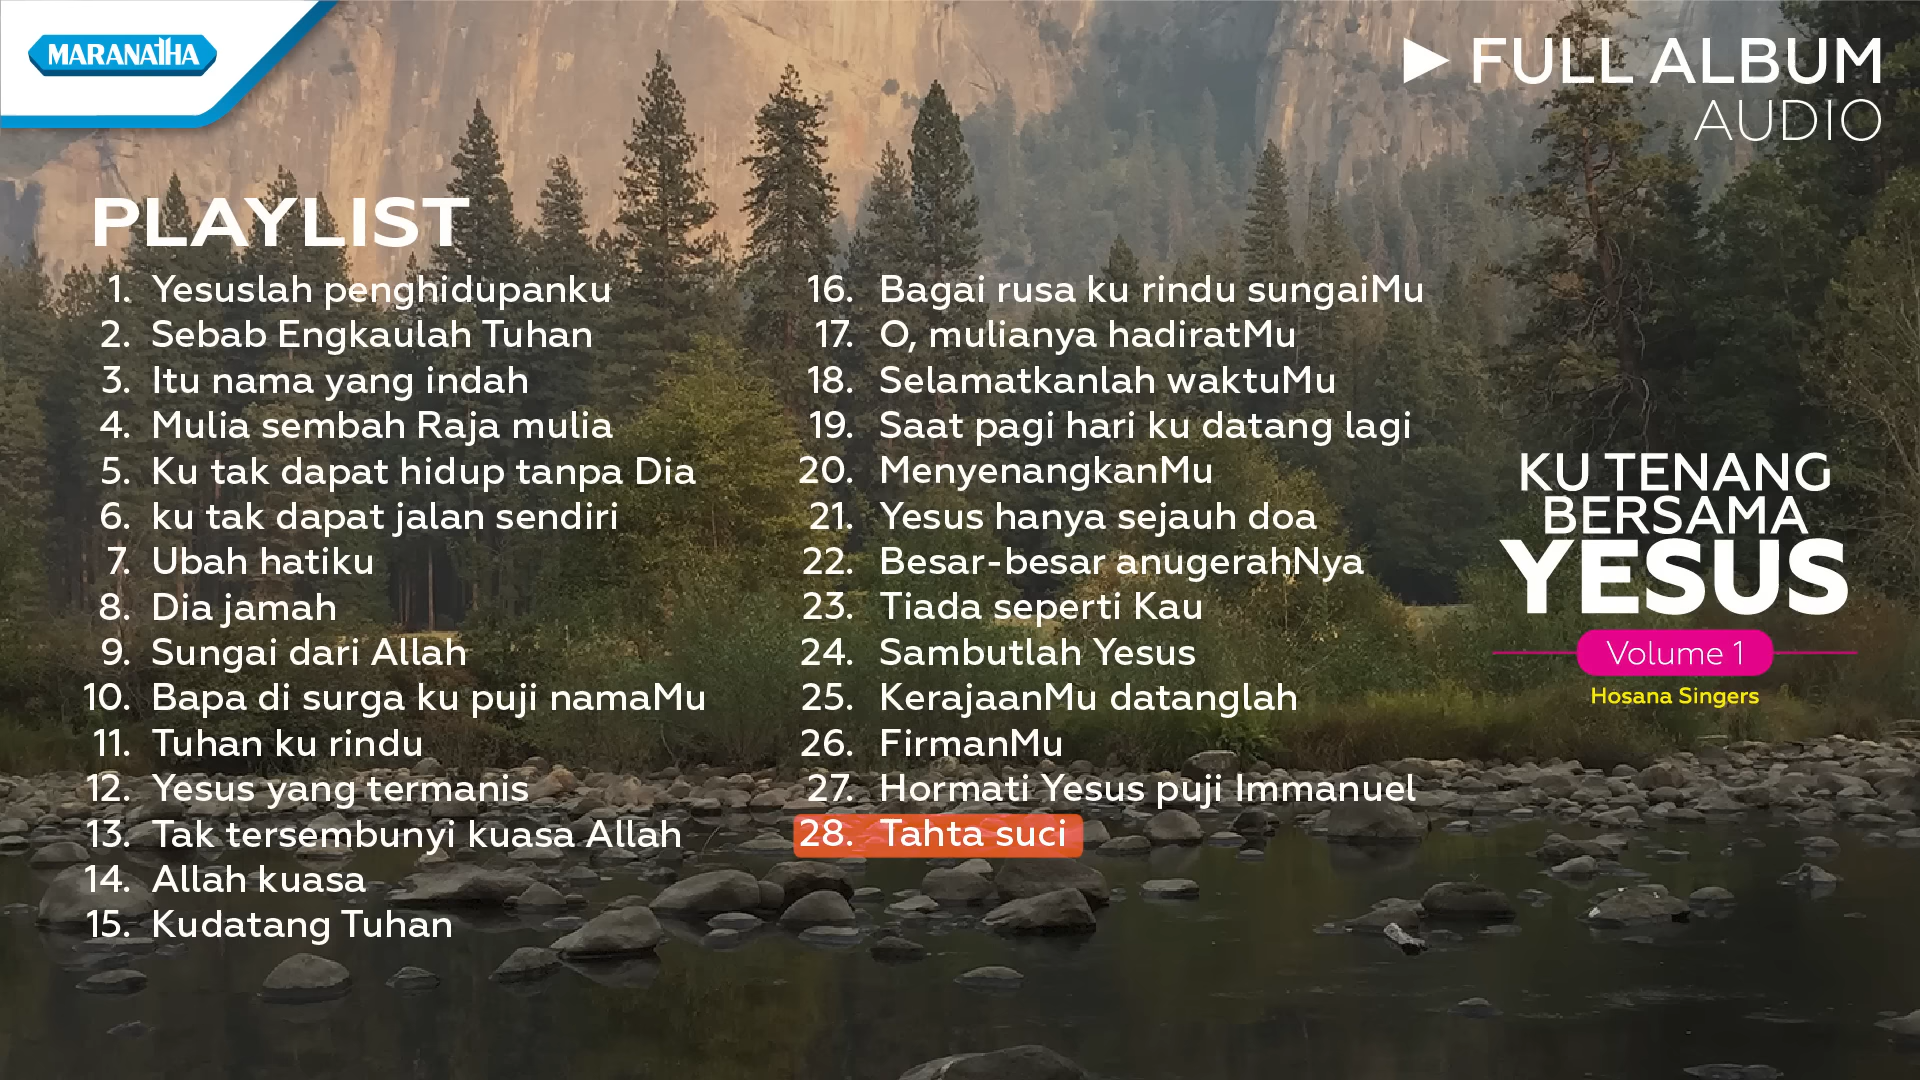 MARANATHA
FULL ALBUM
AUDIO
PLAYLIST
1. Yesuslah penghidupanku
2. Sebab Engkaulah Tuhan
3. Itu nama yang indah
4. Mulia sembah Raja mulia
5. Ku tak dapat hidup tanpa Dia
6. ku tak dapat jalan sendiri
7. Ubah hatiku
8. Dia jamah
9. Sungai dari Allah
10. Bapa di surga ku puji namaMu
11. Tuhan ku rindu
12. Yesus yang termanis
13. Tak tersembunyi kuasa Allah
14. Allah kuasa
15. Kudatang Tuhan
16. Bagai rusa ku rindu sungaiMu
17. O, mulianya hadiratMu
18. Selamatkanlah waktuMu
19. Saat pagi hari ku datang lagi
20. MenyenangkanMu
21. Yesus hanya sejauh doa
22. Besar-besar anugerahNya
23. Tiada seperti Kau
24. Sambutlah Yesus
25. KerajaanMu datanglah
26. FirmanMu
27. Hormati Yesus puji Immanuel
28. Tahta suci
KU TENANG
BERSAMA
YESUS
Volume 1
Hosana Singers